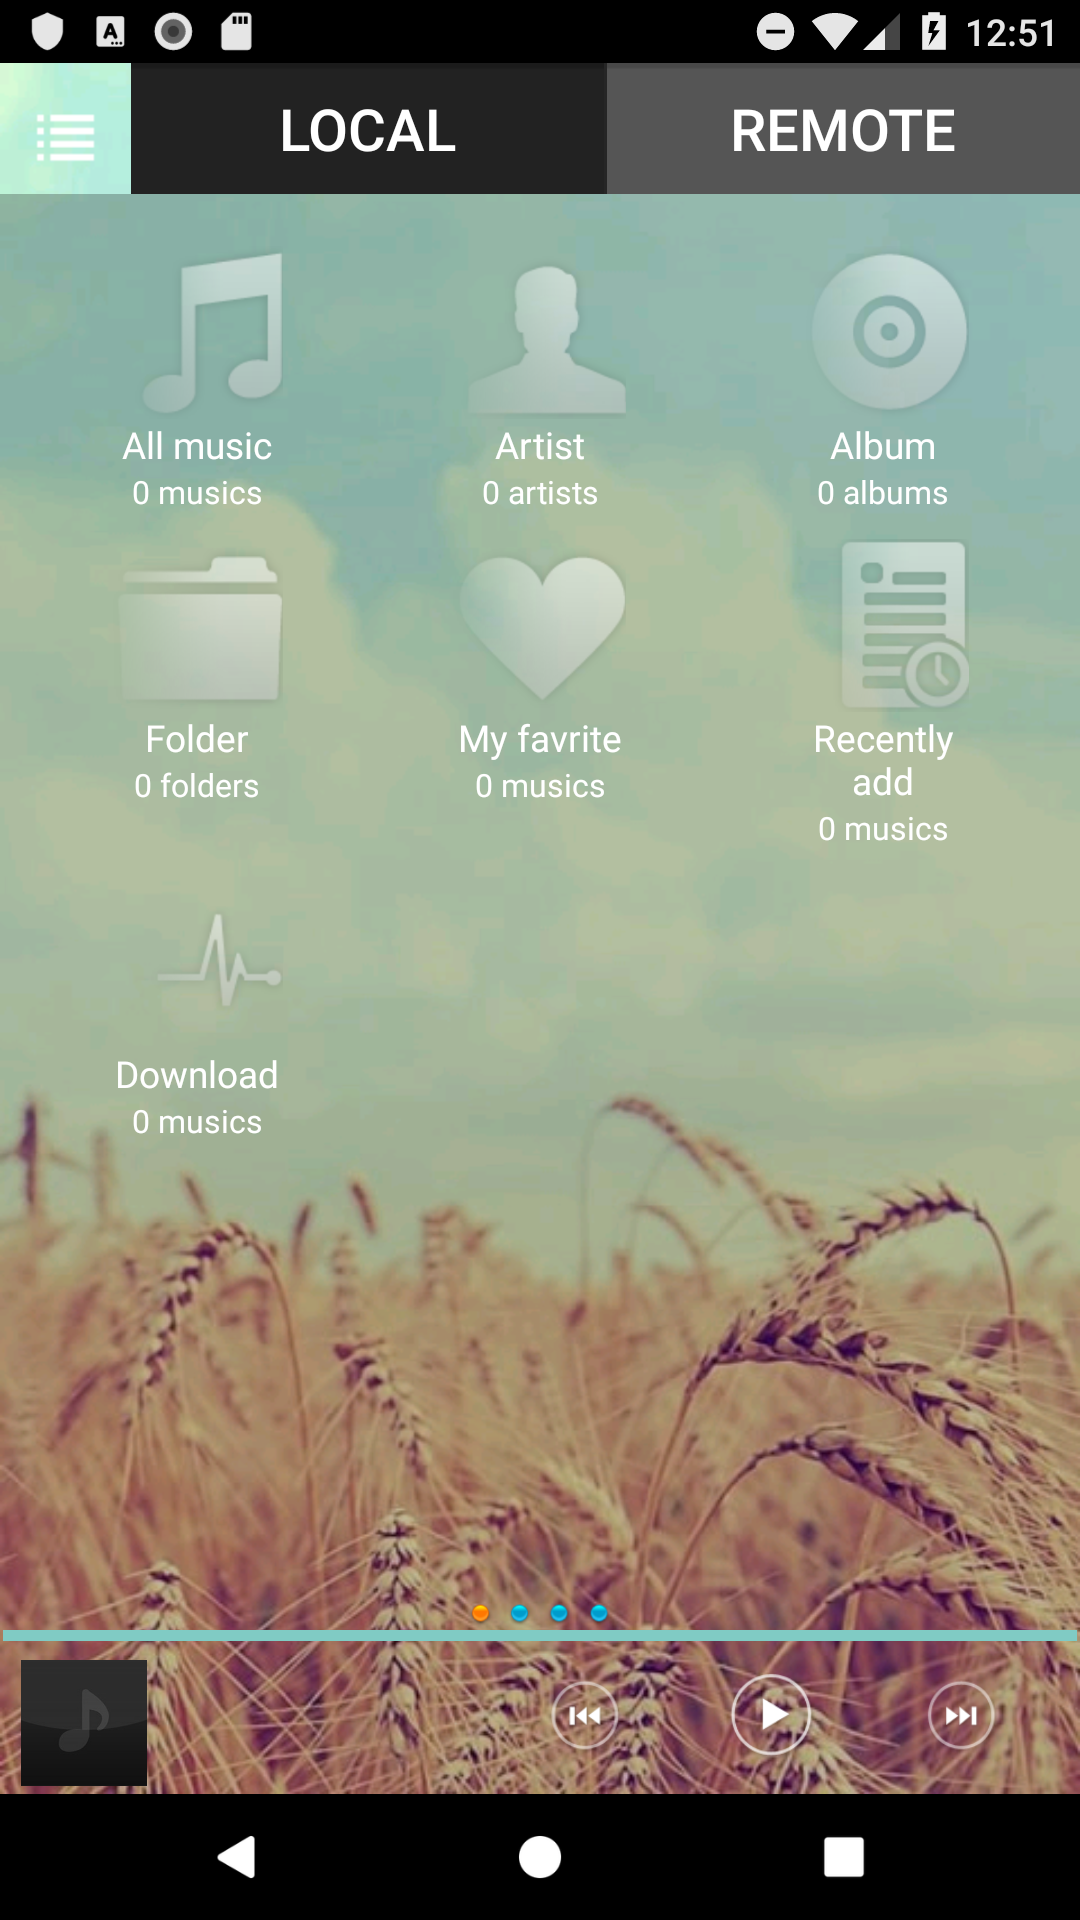 12:51
LOCAL
REMOTE
All music
0 musics
Artist
0 artists
Album
0 albums
Folder
0 folders
My favrite
0 musics
Recently
add
0 musics
Download
0 musics